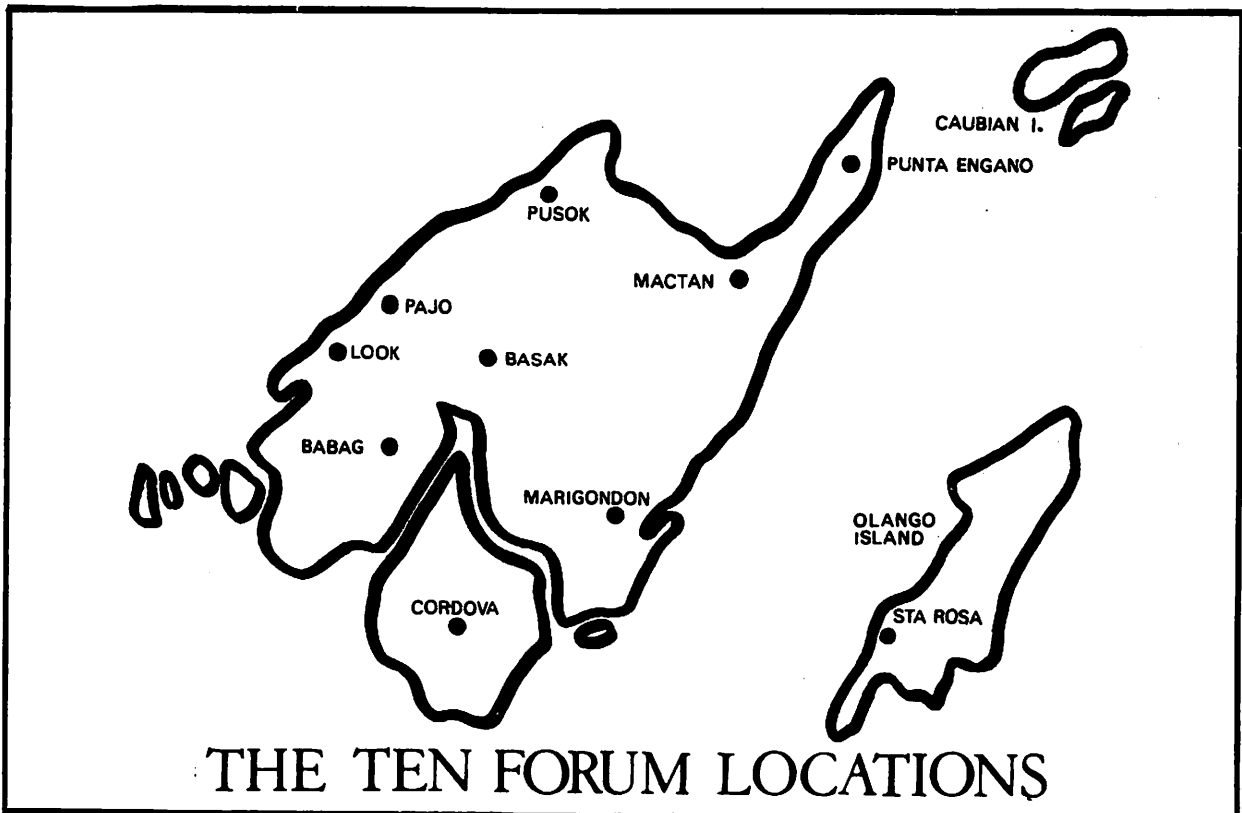 CAUBIAN I.
PUNTA ENGANO
PUSOK
MACTAN
PAJO
LOOK
BASAK
BABAG
MARIGONDON
OLANGO
ISLAND
CORDOVA
STA ROSA
THE TEN FORUM LOCATIONS